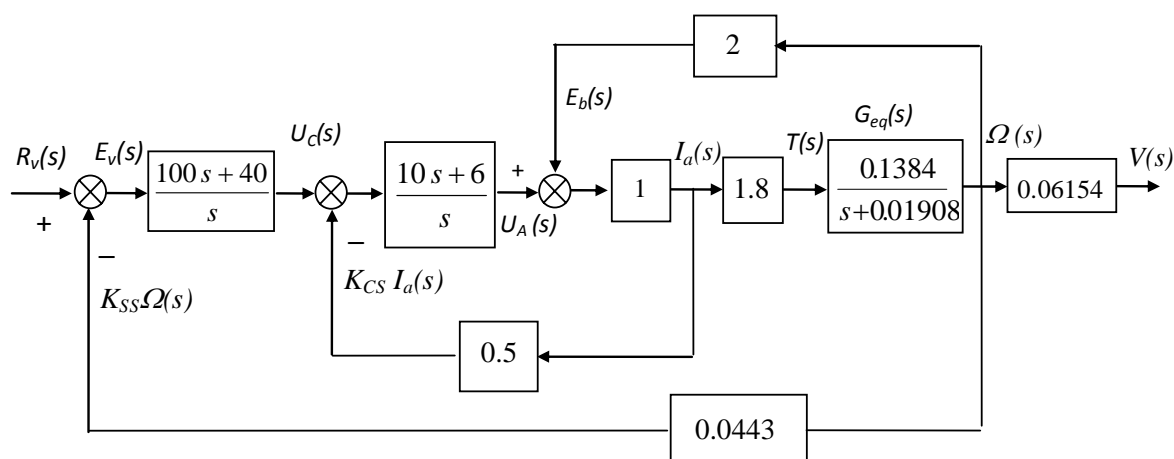 2
E_b(s)
G_eq(s)
R_v(s)
E_v(s)
U_C(s)
I_a(s)
T(s)
Ω(s)
V(s)
100 s + 40
s
10 s + 6
s
+
1
1.8
0.1384
s+0.01908
0.06154
+
U_A(s)
−
−
K_SS Ω(s)
K_CS I_a(s)
0.5
0.0443